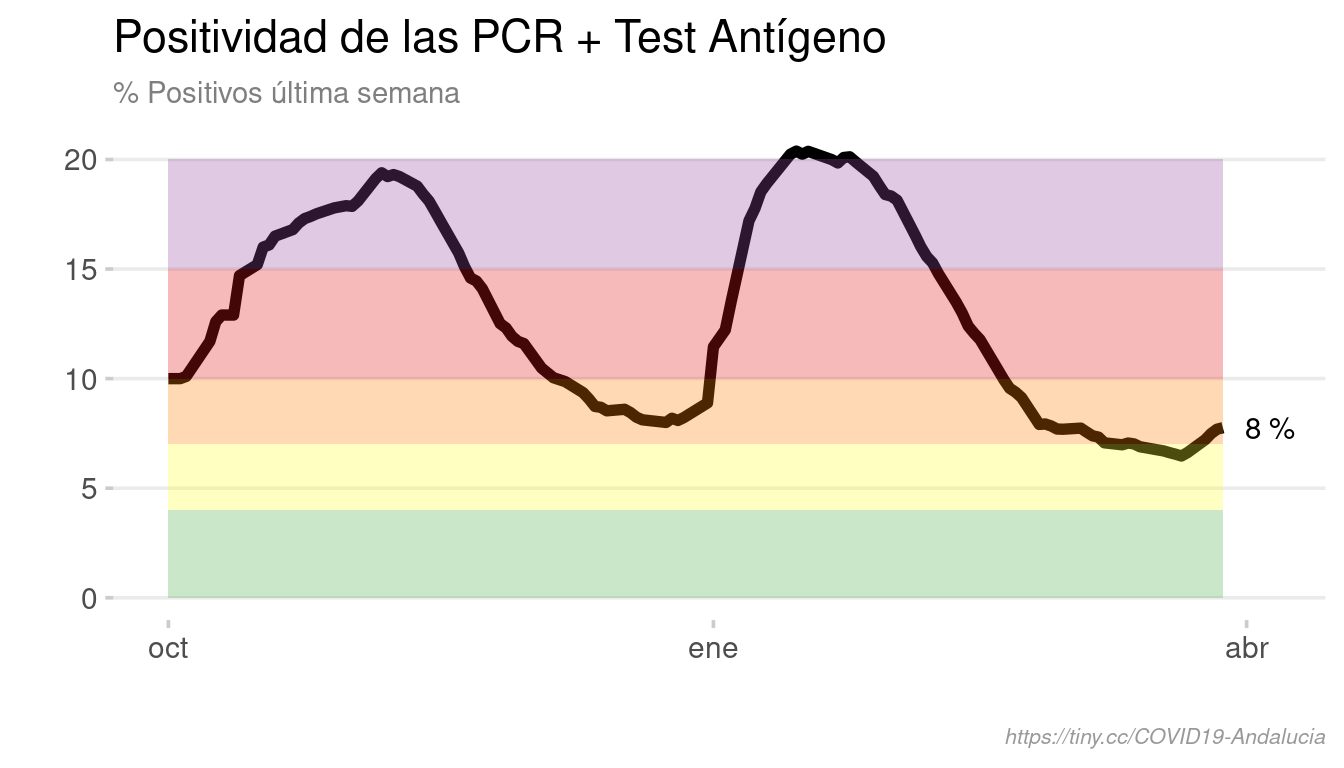 Positividad de las PCR + Test Antígeno
% Positivos última semana
20
15
10
5
0
8 %
oct
ene
abr
https://tiny.cc/COVID19-Andalucia